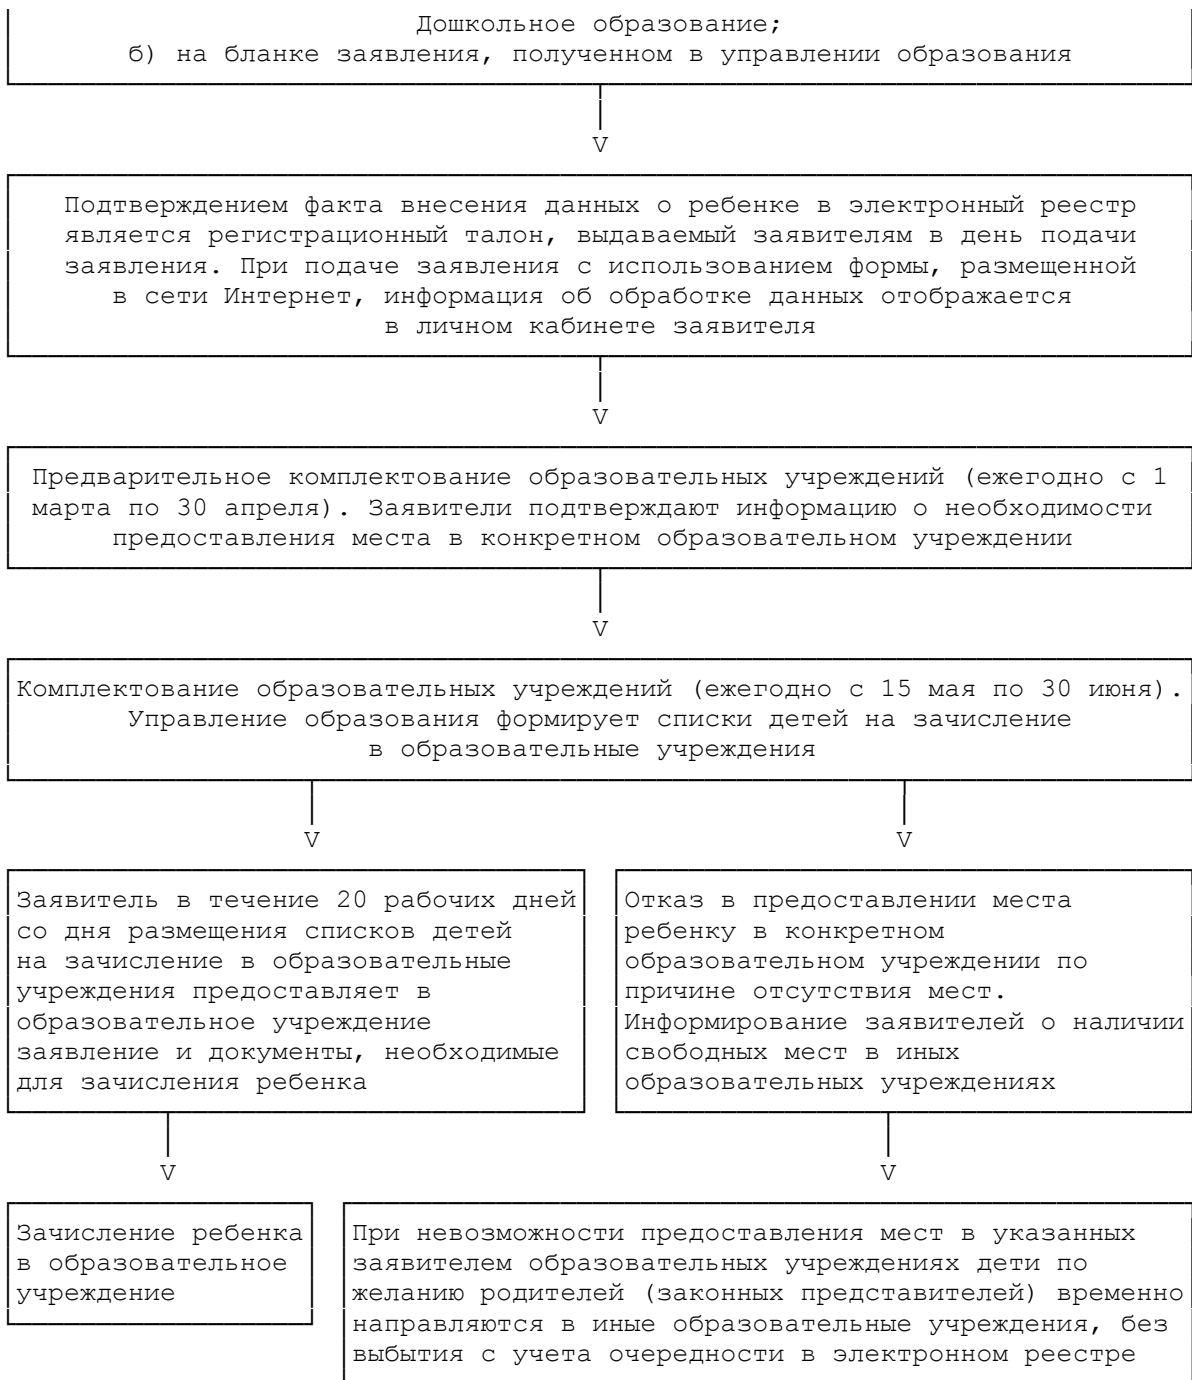 Дошкольное образование;
б) на бланке заявления, полученном в управлении образования
V
Подтверждением факта внесения данных о ребенке в электронный реестр
является регистрационный талон, выдаваемый заявителям в день подачи
заявления. При подаче заявления с использованием формы, размещенной
в сети Интернет, информация об обработке данных отображается
в личном кабинете заявителя
V
Предварительное комплектование образовательных учреждений (ежегодно с 1
марта по 30 апреля). Заявители подтверждают информацию о необходимости
предоставления места в конкретном образовательном учреждении
V
Комплектование образовательных учреждений (ежегодно с 15 мая по 30 июня).
Управление образования формирует списки детей на зачисление
в образовательные учреждения
V V
Заявитель в течение 20 рабочих дней
со дня размещения списков детей
на зачисление в образовательные
учреждения предоставляет в
образовательное учреждение
заявление и документы, необходимые
для зачисления ребенка
Отказ в предоставлении места
ребенку в конкретном
образовательном учреждении по
причине отсутствия мест.
Информирование заявителей о наличии
свободных мест в иных
образовательных учреждениях
V V
Зачисление ребенка
в образовательное
учреждение
При невозможности предоставления мест в указанных
заявителем образовательных учреждениях дети по
желанию родителей (законных представителей) временно
направляются в иные образовательные учреждения, без
выбытия с учета очередности в электронном реестре